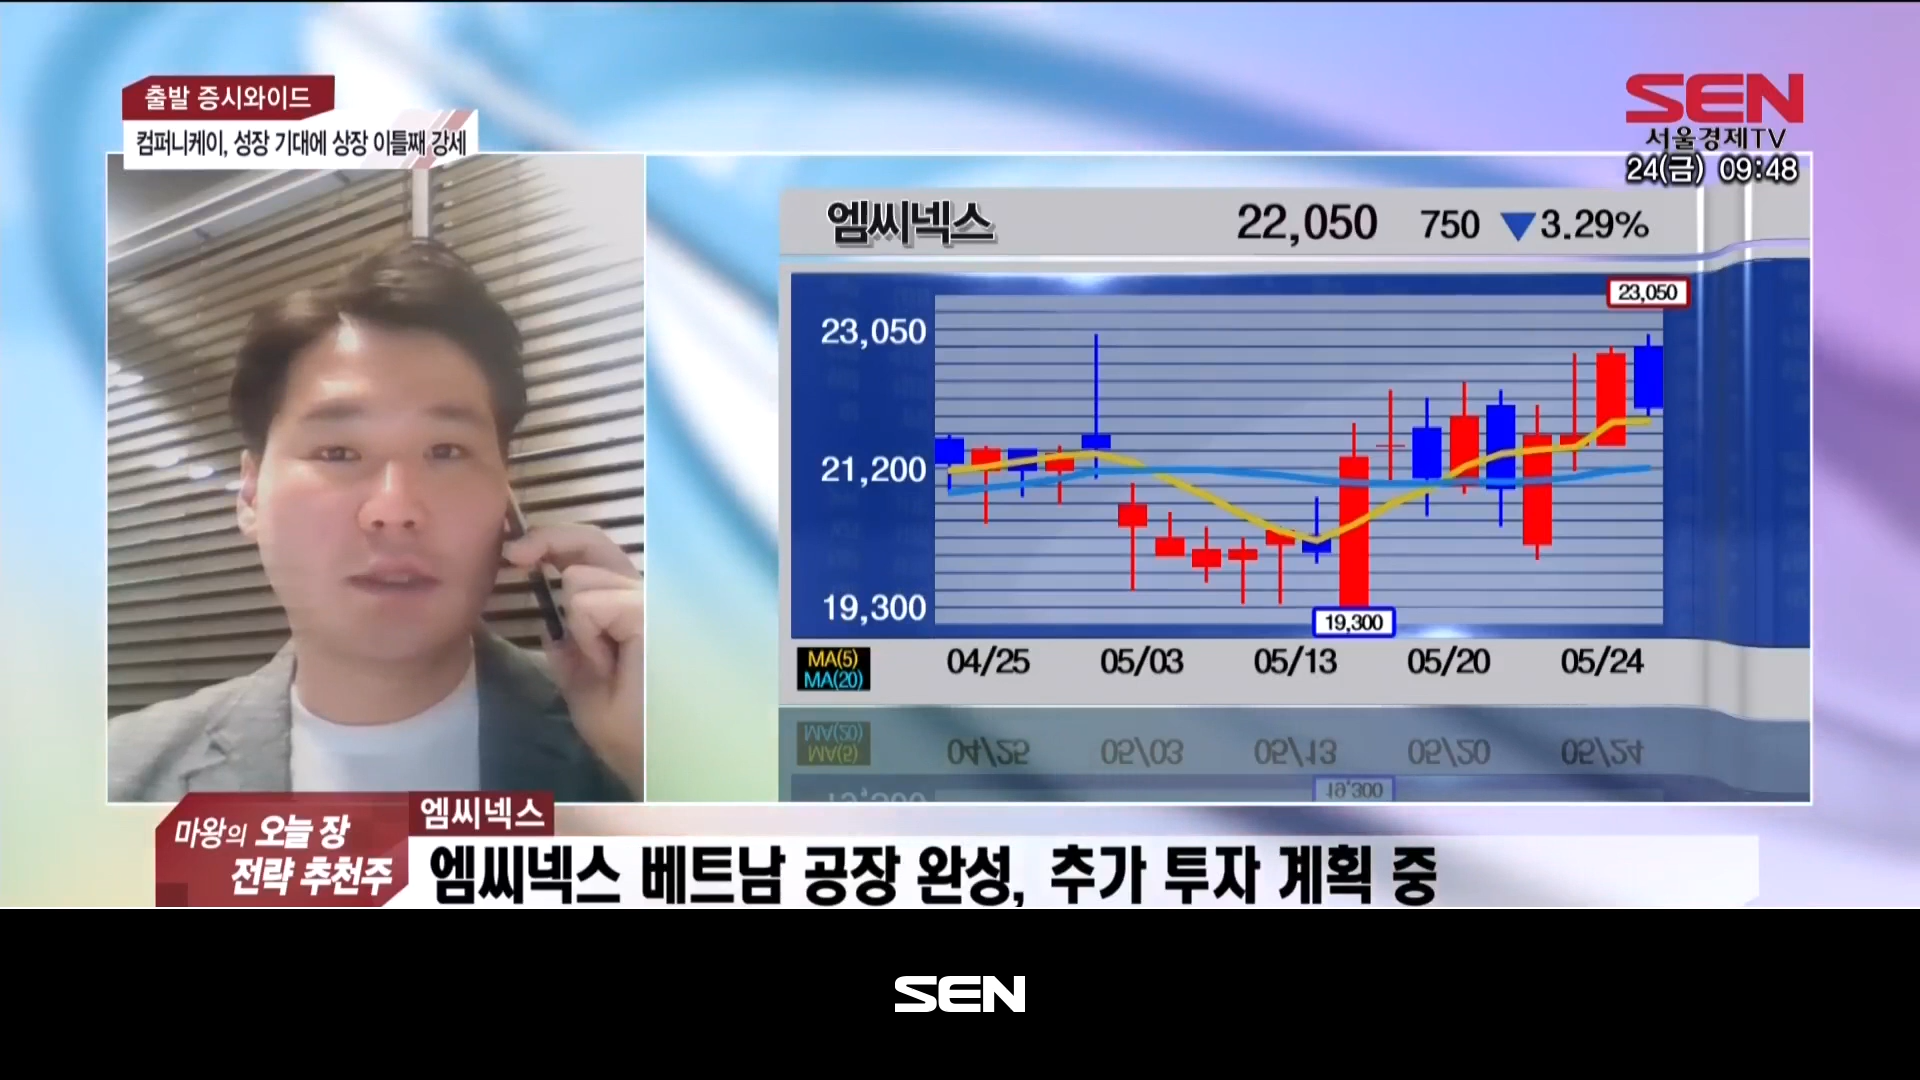 출발 증시와이드
컴퍼니케이, 성장 기대에 상장 이틀째 강세
SEN
서울경제TV
24(금) 09:48
엠씨넥스 22,050 750 ▼3.29%
23,050
23,050
21,200
19,300
19,300
MA(5)
MA(20)
04/25 05/03 05/13 05/20 05/24
마왕의 오늘 장
전략 추천주
엠씨넥스
엠씨넥스 베트남 공장 완성, 추가 투자 계획 중
SEN